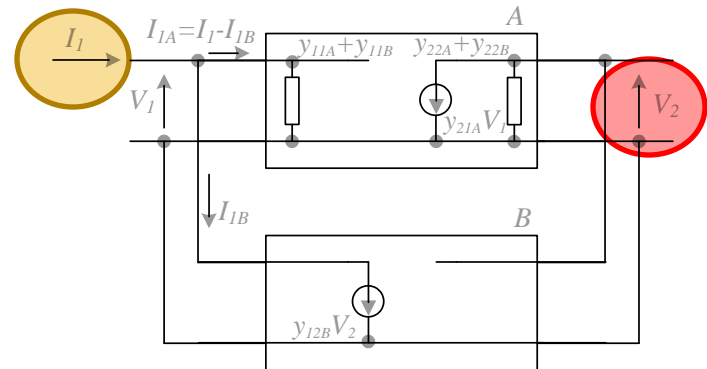 I₁
I₁A=I₁-I₁B
A
y₁₁A+y₁₁B
y₂₂A+y₂₂B
V₁
y₂₁AV₁
V₂
I₁B
B
y₁₂BV₂